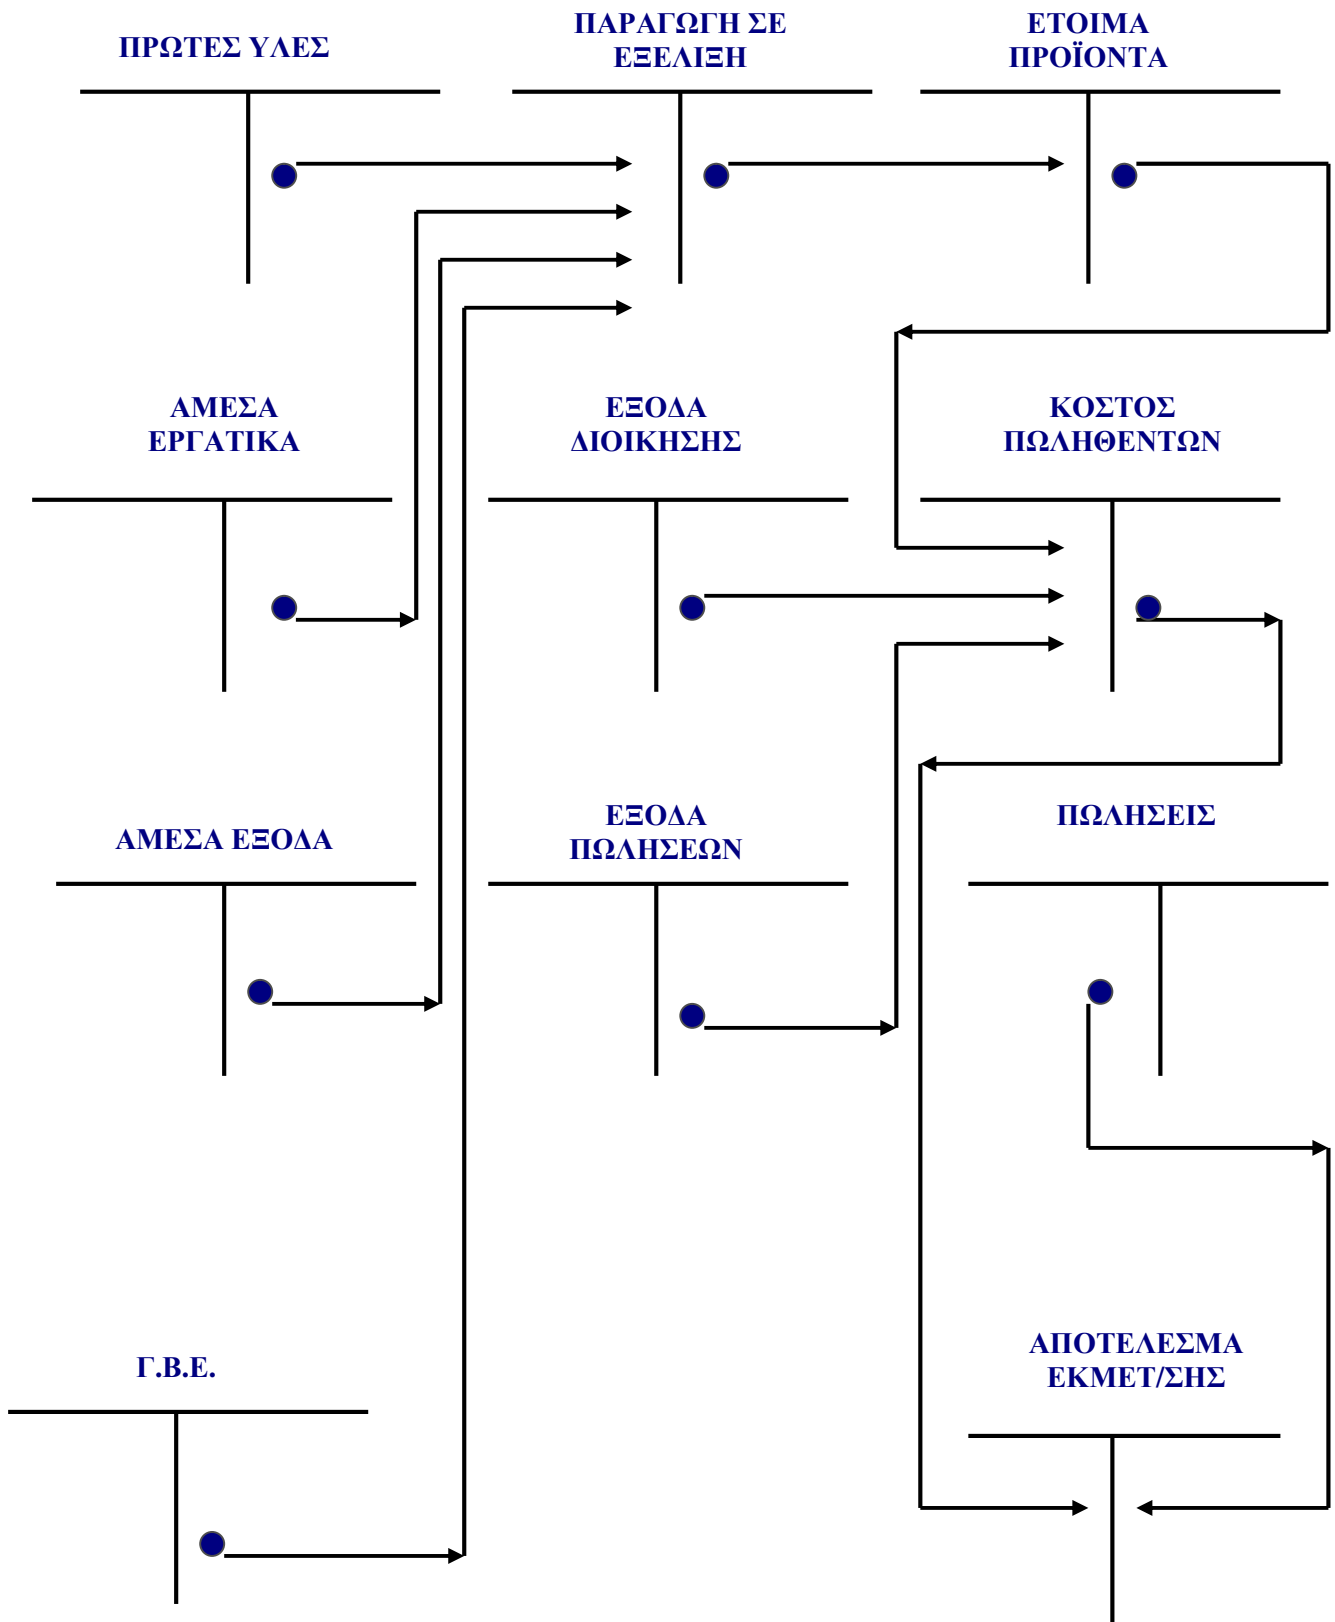 ΠΡΩΤΕΣ ΥΛΕΣ
ΠΑΡΑΓΩΓΗ ΣΕ
ΕΞΕΛΙΞΗ
ΕΤΟΙΜΑ
ΠΡΟΪΟΝΤΑ
ΑΜΕΣΑ
ΕΡΓΑΤΙΚΑ
ΕΞΟΔΑ
ΔΙΟΙΚΗΣΗΣ
ΚΟΣΤΟΣ
ΠΩΛΗΘΕΝΤΩΝ
ΑΜΕΣΑ ΕΞΟΔΑ
ΕΞΟΔΑ
ΠΩΛΗΣΕΩΝ
ΠΩΛΗΣΕΙΣ
Γ.Β.Ε.
ΑΠΟΤΕΛΕΣΜΑ
ΕΚΜΕΤ/ΣΗΣ